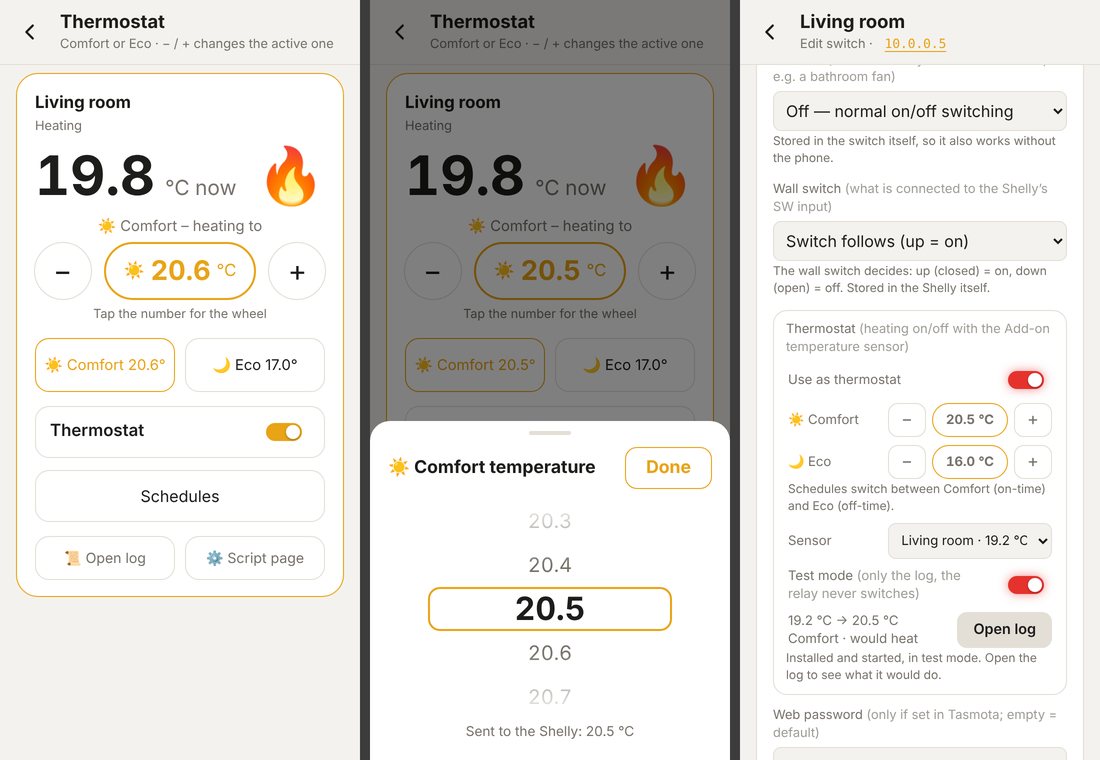 Thermostat
Comfort or Eco · − / + changes the active one
Living room
Heating
19.8 °C now
Comfort – heating to
− 20.6 °C +
Tap the number for the wheel
Comfort 20.6° Eco 17.0°
Thermostat
Schedules
Open log Script page
Thermostat
Comfort or Eco · − / + changes the active one
Living room
Heating
19.8 °C now
Comfort – heating to
− 20.5 °C +
Tap the number for the wheel
Comfort 20.5° Eco 17.0°
Comfort temperature Done
20.3
20.4
20.5
20.6
20.7
Sent to the Shelly: 20.5 °C
Living room
Edit switch · 10.0.0.5
e.g. a bathroom fan)
Off — normal on/off switching
Stored in the switch itself, so it also works without
the phone.
Wall switch (what is connected to the Shelly’s
SW input)
Switch follows (up = on)
The wall switch decides: up (closed) = on, down
(open) = off. Stored in the Shelly itself.
Thermostat (heating on/off with the Add-on
temperature sensor)
Use as thermostat
Comfort − 20.5 °C +
Eco − 16.0 °C +
Schedules switch between Comfort (on-time)
and Eco (off-time).
Sensor Living room · 19.2 °C
Test mode (only the log, the
relay never switches)
19.2 °C → 20.5 °C
Comfort · would heat
Open log
Installed and started, in test mode. Open the
log to see what it would do.
Web password (only if set in Tasmota; empty =
default)